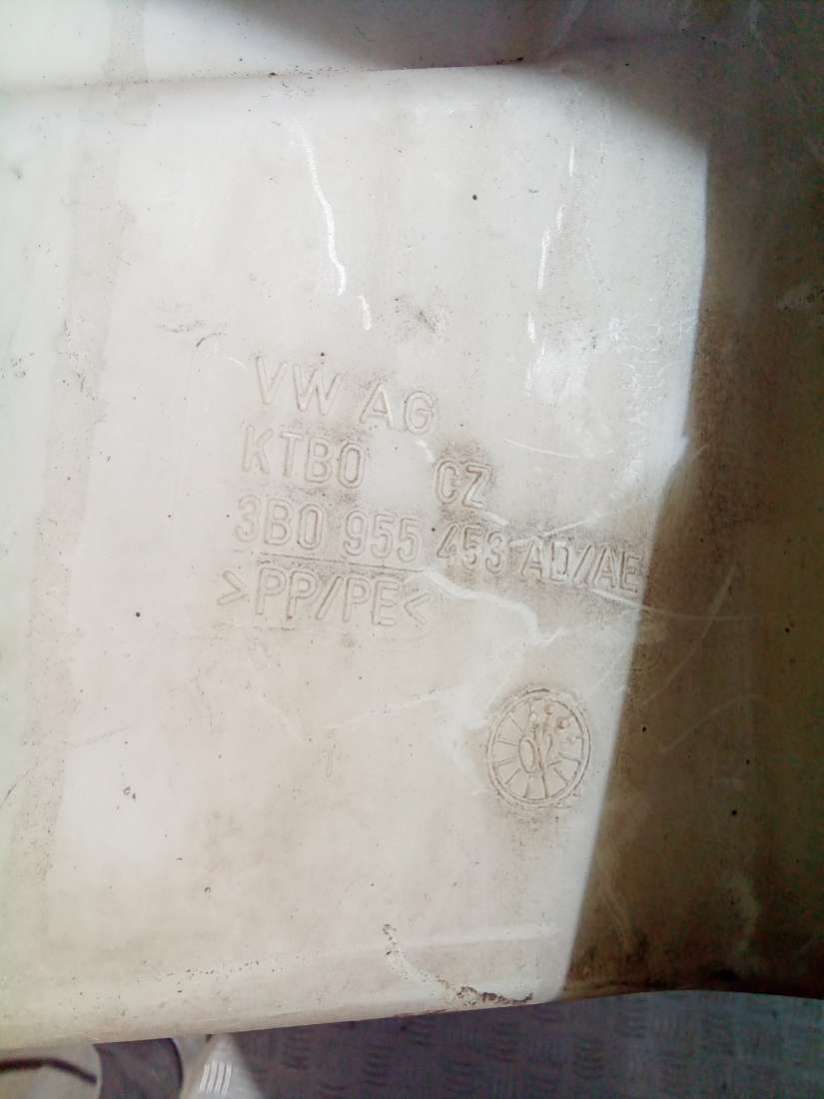 VW AG
KTBO CZ
3B0 955 453 AD/AE
>PP/PE<